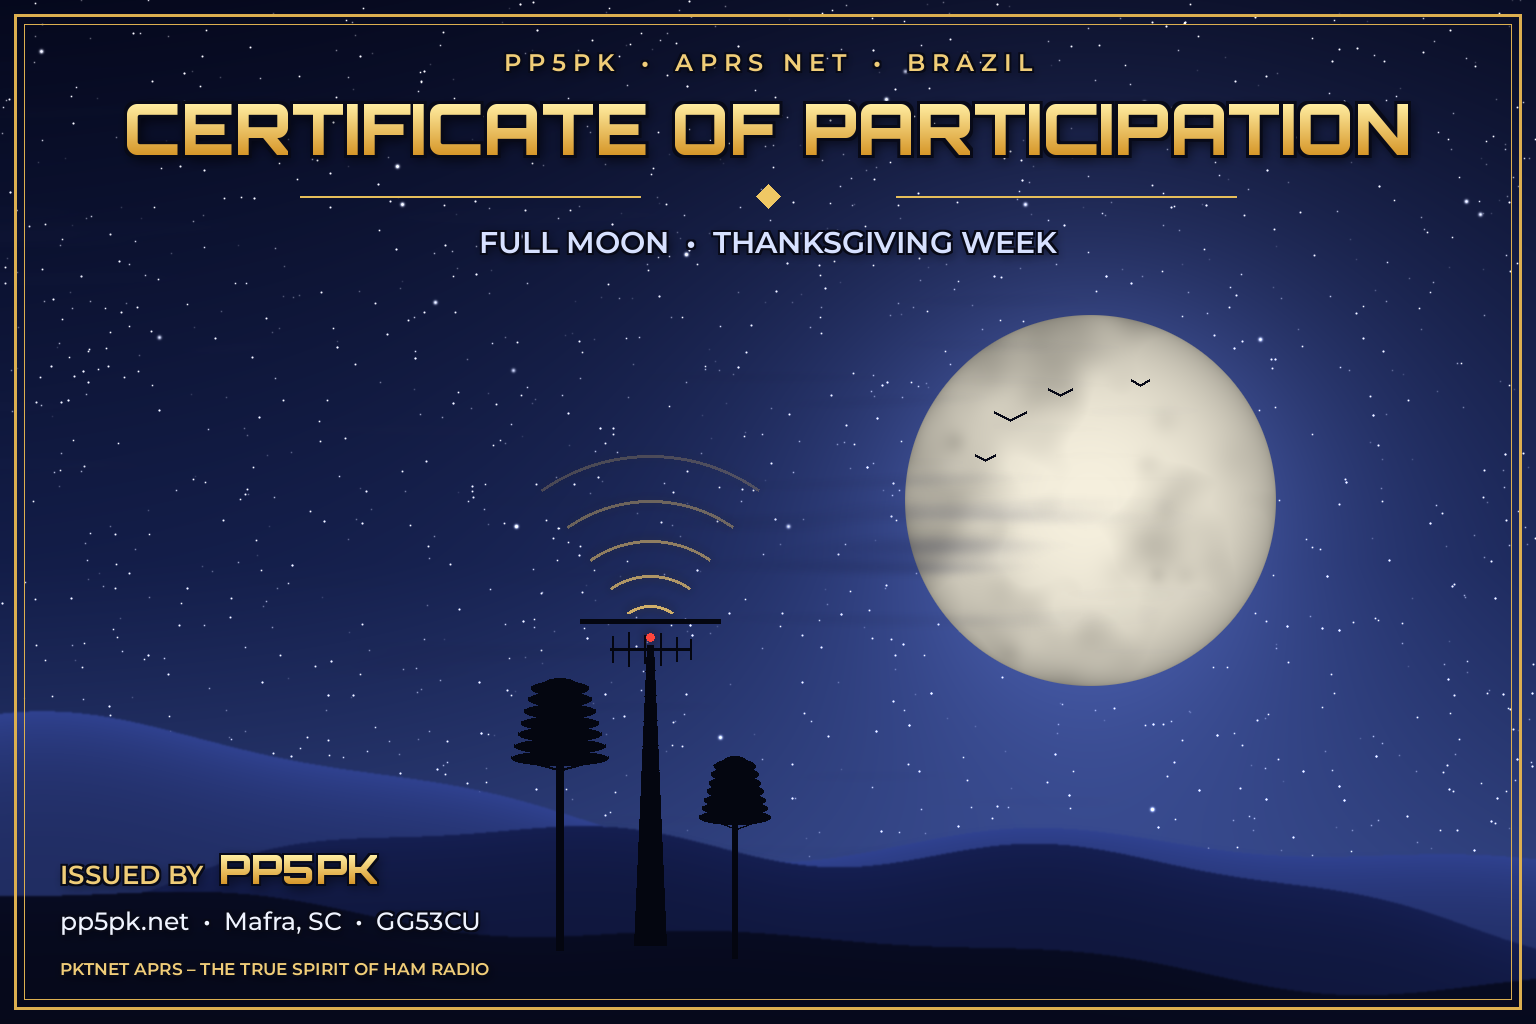 PP5PK • APRS NET • BRAZIL
CERTIFICATE OF PARTICIPATION
FULL MOON • THANKSGIVING WEEK
ISSUED BY PP5PK
pp5pk.net • Mafra, SC • GG53CU
PKTNET APRS – THE TRUE SPIRIT OF HAM RADIO